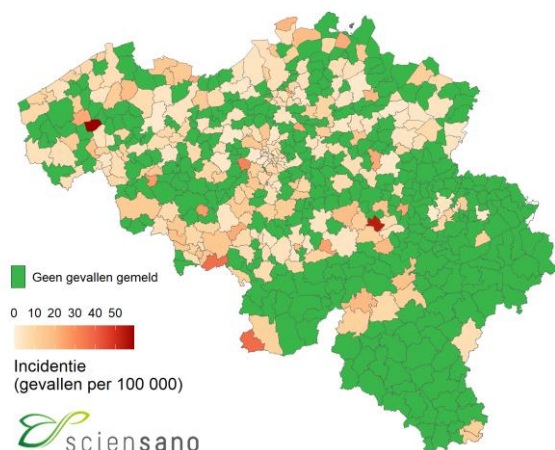 Geen gevallen gemeld
0 10 20 30 40 50
Incidentie
(gevallen per 100 000)
sciensano